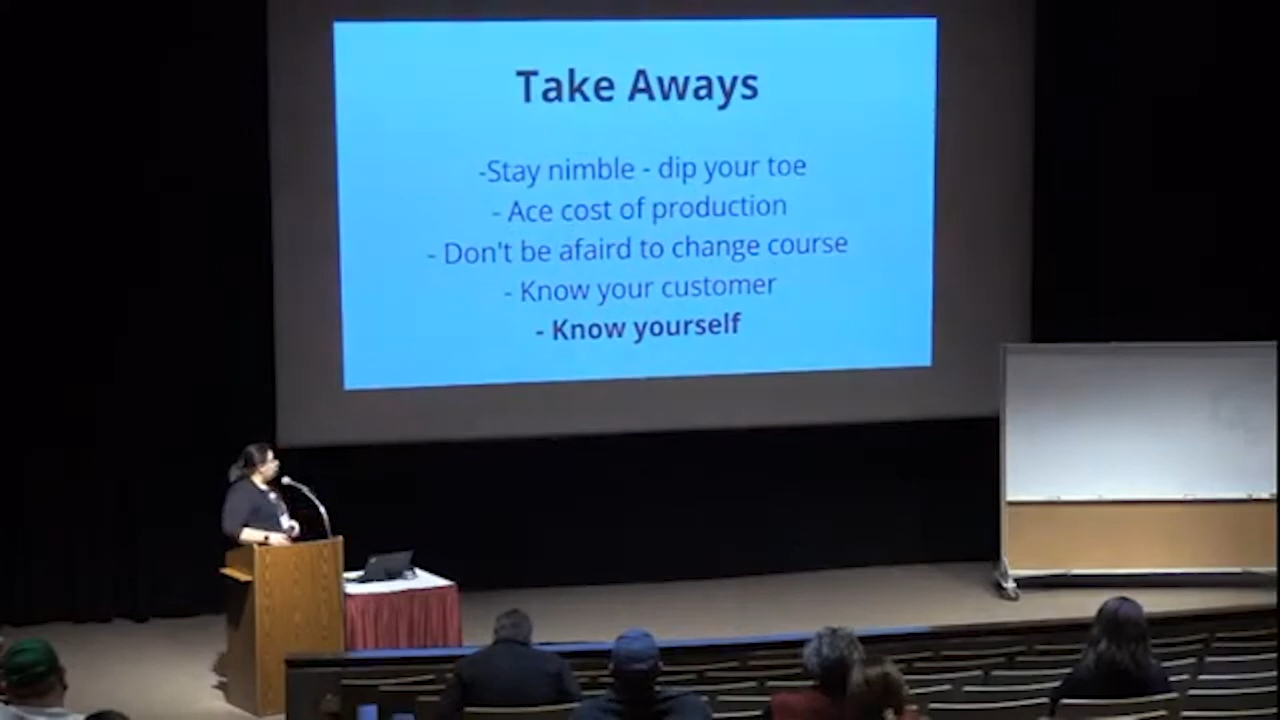 Take Aways
-Stay nimble - dip your toe
- Ace cost of production
- Don't be afaird to change course
- Know your customer
- Know yourself